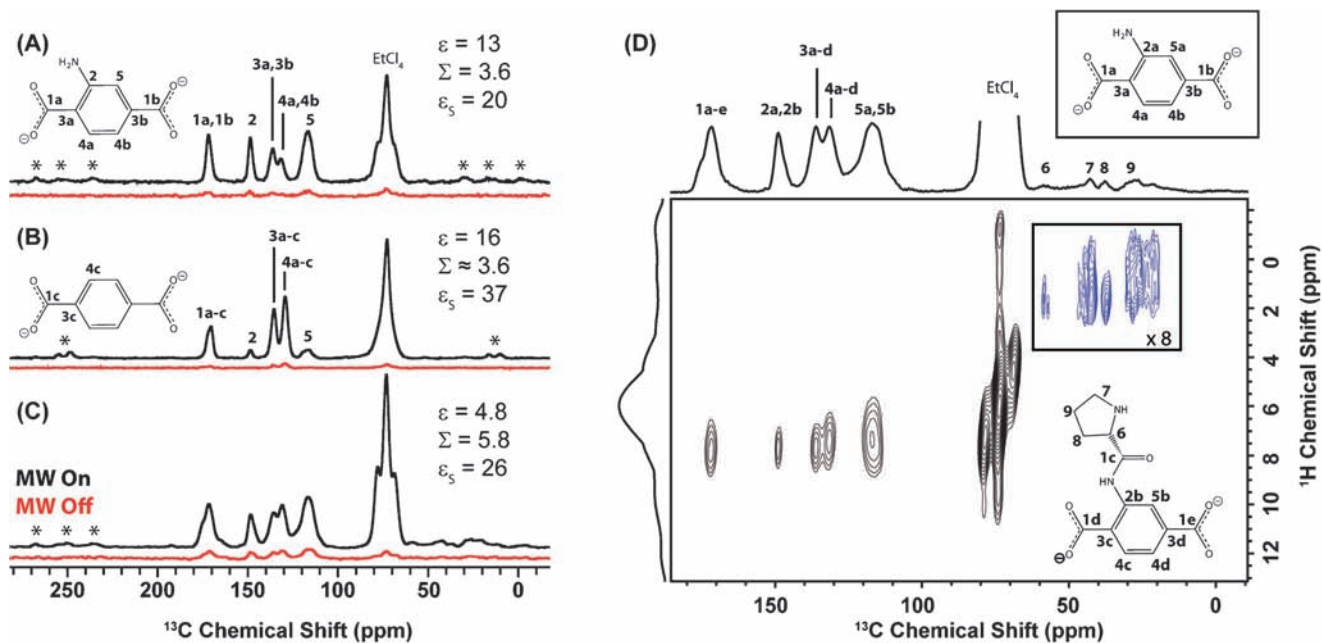 (A)
H₂N
2
5
1a
1b
3a
3b
4a
4b
O
O⊖
⊖O
O
1a,1b
2
3a,3b
4a,4b
5
EtCl₄
ε = 13
Σ = 3.6
εS = 20
* * * * * *
(B)
4c
1c
3c
O
O⊖
⊖O
O
1a-c
2
3a-c
4a-c
5
ε = 16
Σ ≈ 3.6
εS = 37
* *
(C)
MW On
MW Off
ε = 4.8
Σ = 5.8
εS = 26
* * *
250 200 150 100 50 0
¹³C Chemical Shift (ppm)
(D)
1a-e
2a,2b
3a-d
4a-d
5a,5b
EtCl₄
6
7
8
9
H₂N
2a
5a
1a
1b
3a
3b
4a
4b
O
O⊖
⊖O
O
x 8
7
9
NH
8
6
1c
O
HN
2b
5b
1d
1e
3c
3d
4c
4d
O
O⊖
O
⊖
O
0
2
4
6
8
10
12
¹H Chemical Shift (ppm)
150 100 50 0
¹³C Chemical Shift (ppm)